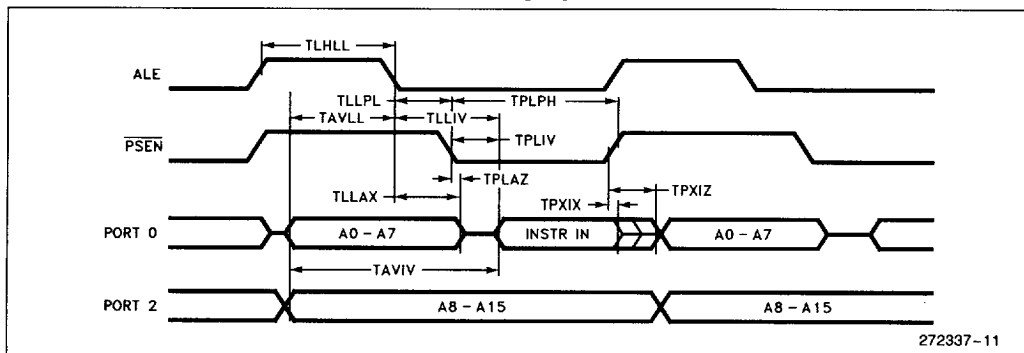 TLHLL
ALE
TLLPL TPLPH
TAVLL TLLIV
PSEN TPLIV
TPLAZ
TLLAX TPXIZ
TPXIX
PORT 0 A0-A7 INSTR IN A0-A7
TAVIV
PORT 2 A8-A15 A8-A15
272337-11